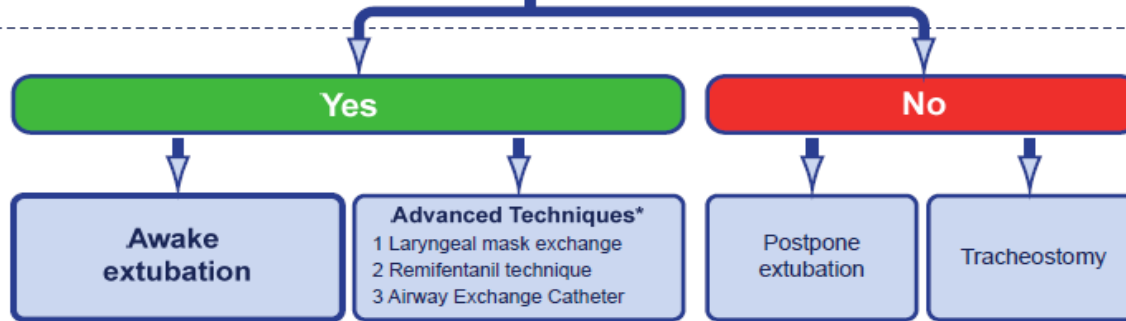 Yes
No
Awake
extubation
Advanced Techniques*
1 Laryngeal mask exchange
2 Remifentanil technique
3 Airway Exchange Catheter
Postpone
extubation
Tracheostomy